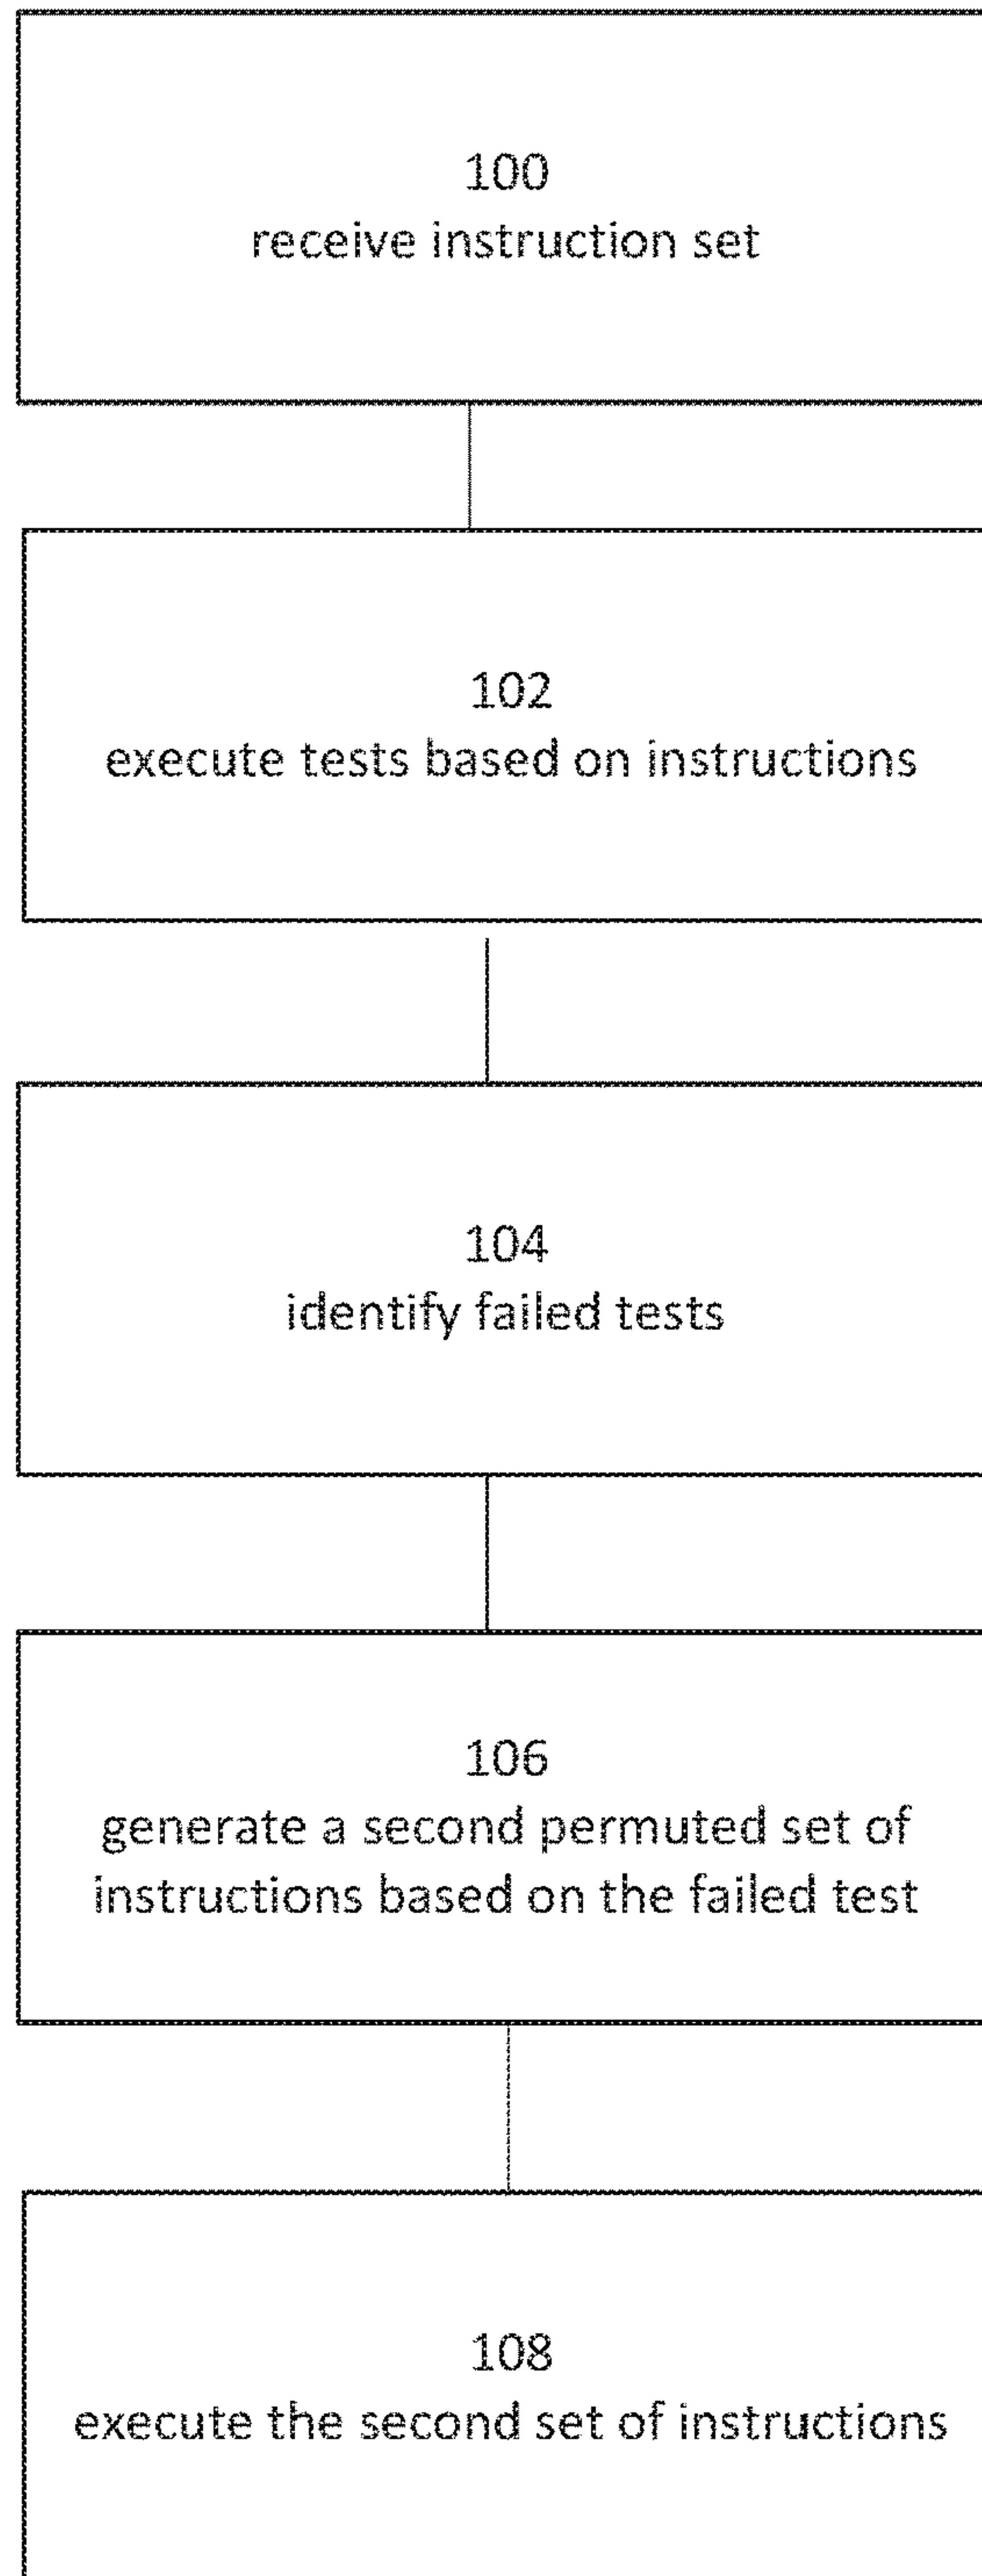 100
receive instruction set
102
execute tests based on instructions
104
identify failed tests
106
generate a second permuted set of
instructions based on the failed test
108
execute the second set of instructions